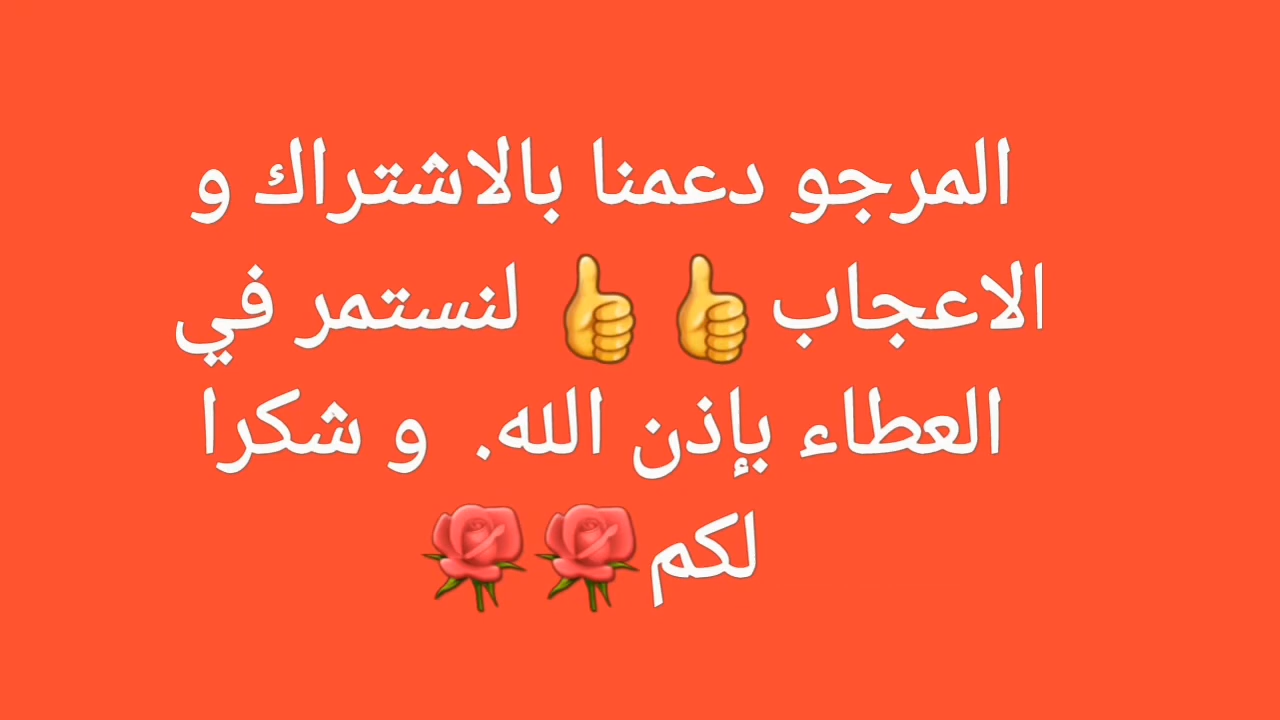 المرجو دعمنا بالاشتراك و
الاعجاب👍👍 لنستمر في
العطاء بإذن الله. و شكرا
لكم🌹🌹